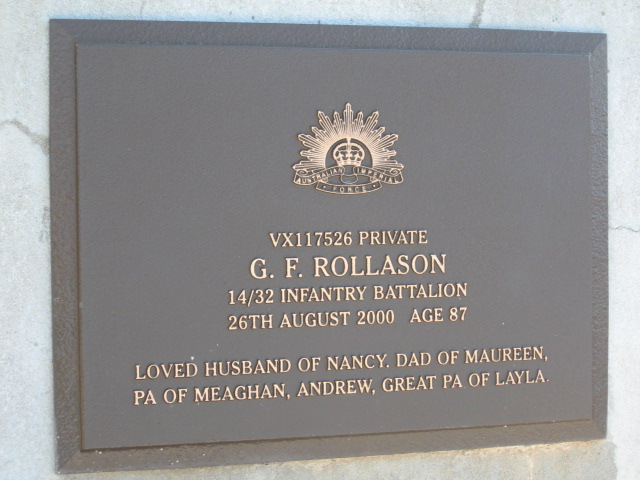 AUSTRALIAN IMPERIAL
FORCE
VX117526 PRIVATE
G. F. ROLLASON
14/32 INFANTRY BATTALION
26TH AUGUST 2000 AGE 87
LOVED HUSBAND OF NANCY. DAD OF MAUREEN,
PA OF MEAGHAN, ANDREW, GREAT PA OF LAYLA.